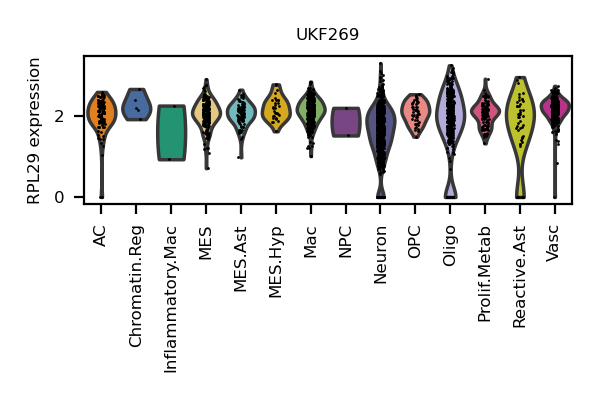 UKF269
RPL29 expression
2
0
AC
Chromatin.Reg
Inflammatory.Mac
MES
MES.Ast
MES.Hyp
Mac
NPC
Neuron
OPC
Oligo
Prolif.Metab
Reactive.Ast
Vasc